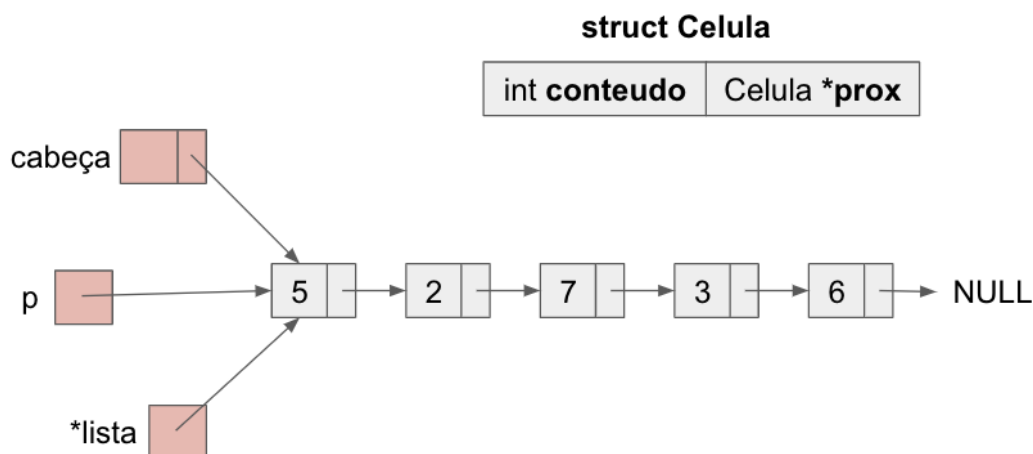 struct Celula
int conteudo Celula *prox
cabeça
p 5 2 7 3 6 NULL
*lista